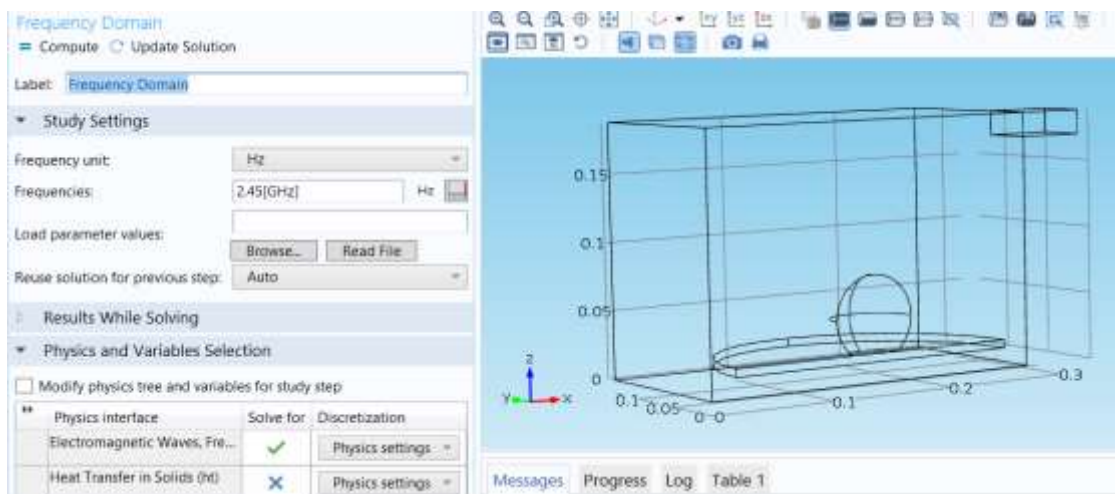 Frequency Domain
= Compute Update Solution
Label: Frequency Domain
Study Settings
Frequency unit: Hz
Frequencies: 2.45[GHz] Hz
Load parameter values:
Browse... Read File
Reuse solution for previous step: Auto
Results While Solving
Physics and Variables Selection
Modify physics tree and variables for study step
Physics interface Solve for Discretization
Electromagnetic Waves, Fre... Physics settings
Heat Transfer in Solids (ht) Physics settings
xy
0.15
0.1
0.05
0
0.3
0.2
0.1
0.1
0.05
0 0
z
y x
Messages Progress Log Table 1